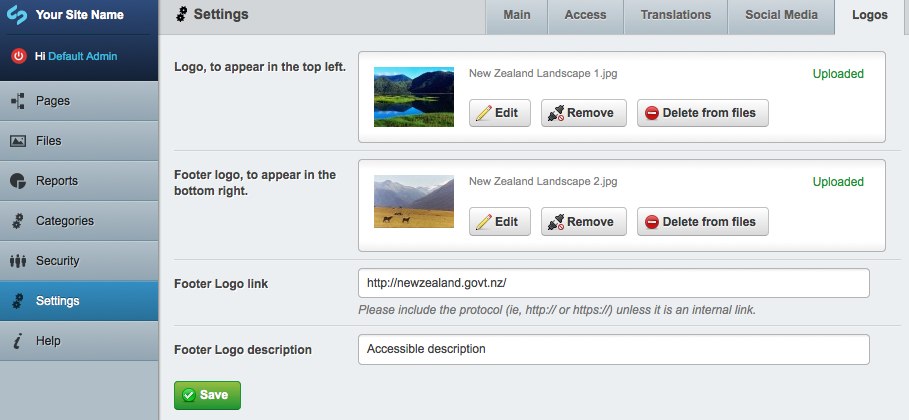 Your Site Name
Settings
Main
Access
Translations
Social Media
Logos
Hi Default Admin
Pages
Files
Reports
Categories
Security
Settings
Help
Logo, to appear in the top left.
New Zealand Landscape 1.jpg
Uploaded
Edit
Remove
Delete from files
Footer logo, to appear in the
bottom right.
New Zealand Landscape 2.jpg
Uploaded
Edit
Remove
Delete from files
Footer Logo link
http://newzealand.govt.nz/
Please include the protocol (ie, http:// or https://) unless it is an internal link.
Footer Logo description
Accessible description
Save